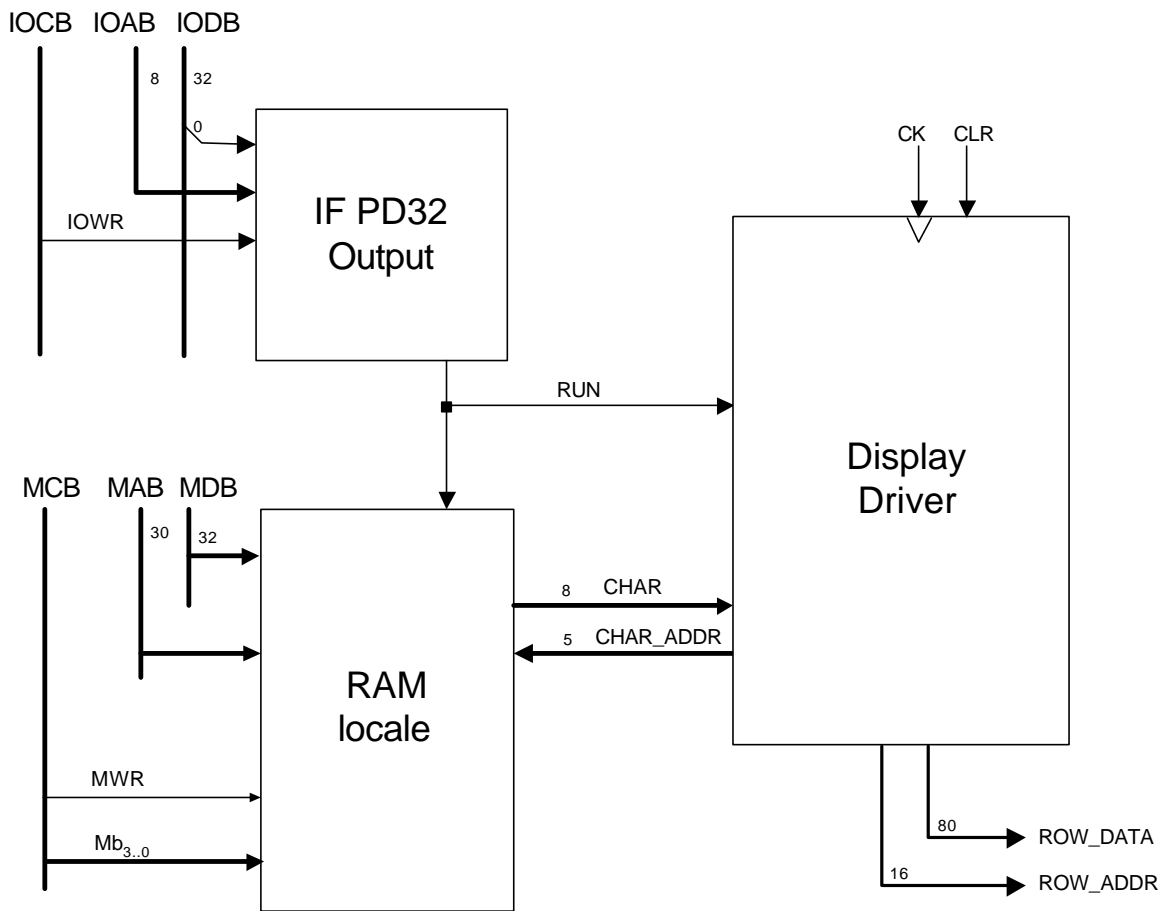 IOCB IOAB IODB
8 32
0
IF PD32
Output
IOWR
CK CLR
RUN
Display
Driver
MCB MAB MDB
30 32
8 CHAR
5 CHAR_ADDR
RAM
locale
MWR
Mb3..0
80 ROW_DATA
16 ROW_ADDR